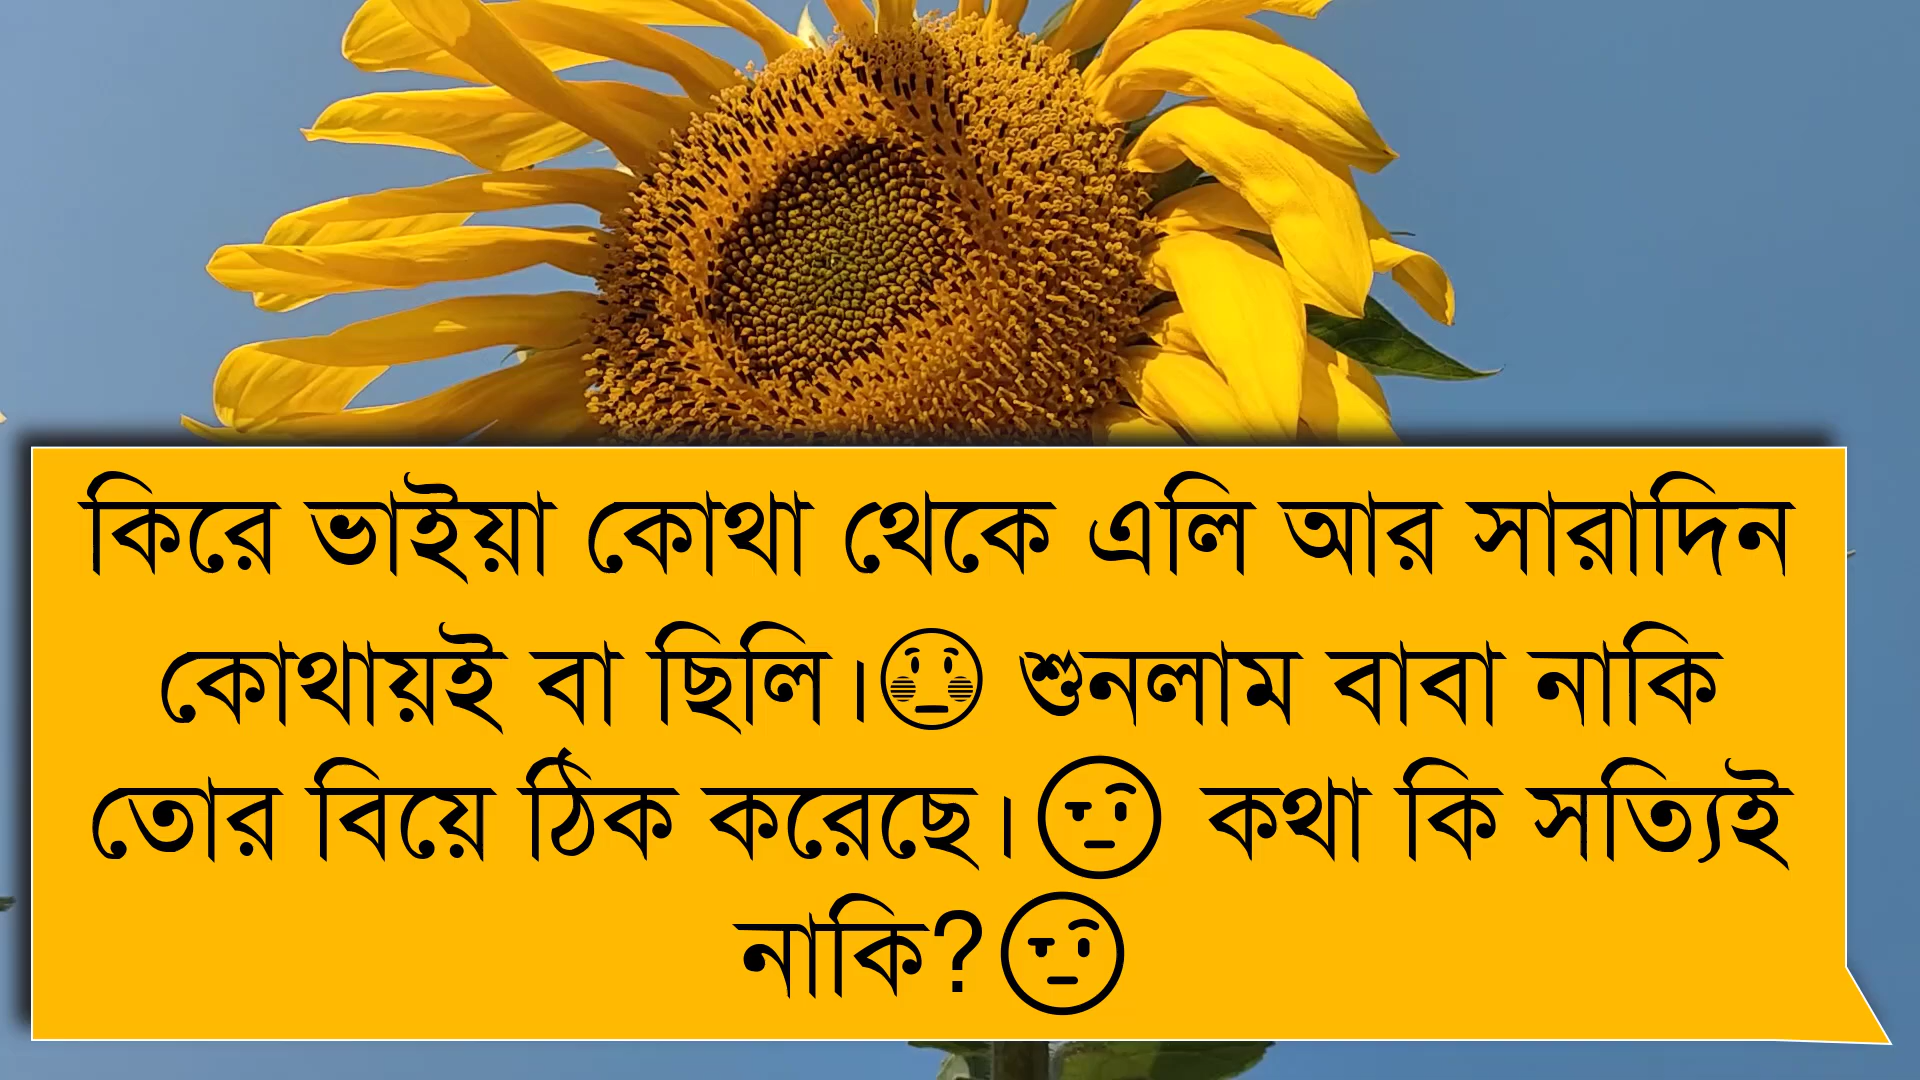 কিরে ভাইয়া কোথা থেকে এলি আর সারাদিন
কোথায়ই বা ছিলি।😳 শুনলাম বাবা নাকি
তোর বিয়ে ঠিক করেছে।🤨 কথা কি সত্যিই
নাকি?🤨